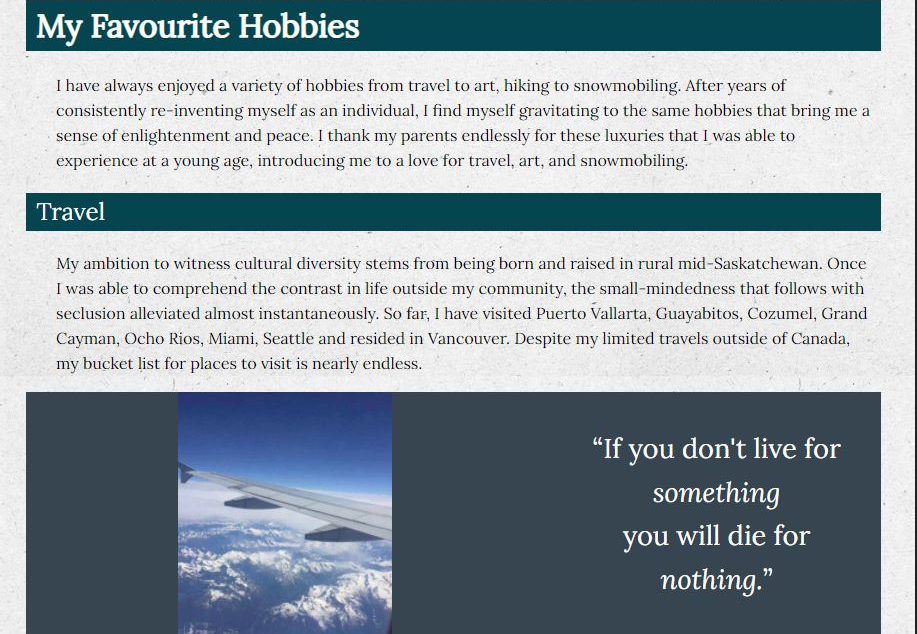 My Favourite Hobbies
I have always enjoyed a variety of hobbies from travel to art, hiking to snowmobiling. After years of
consistently re-inventing myself as an individual, I find myself gravitating to the same hobbies that bring me a
sense of enlightenment and peace. I thank my parents endlessly for these luxuries that I was able to
experience at a young age, introducing me to a love for travel, art, and snowmobiling.
Travel
My ambition to witness cultural diversity stems from being born and raised in rural mid-Saskatchewan. Once
I was able to comprehend the contrast in life outside my community, the small-mindedness that follows with
seclusion alleviated almost instantaneously. So far, I have visited Puerto Vallarta, Guayabitos, Cozumel, Grand
Cayman, Ocho Rios, Miami, Seattle and resided in Vancouver. Despite my limited travels outside of Canada,
my bucket list for places to visit is nearly endless.
“If you don't live for
something
you will die for
nothing.”